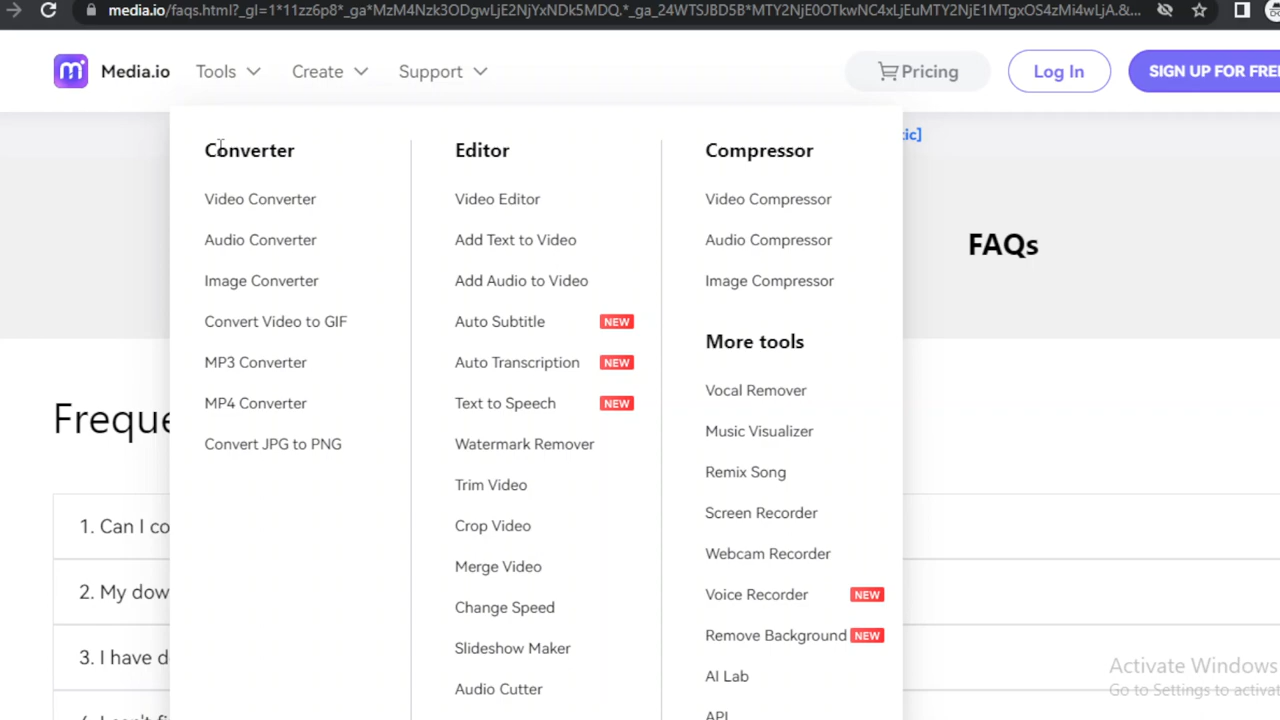 media.io/faqs.html?_gl=1*11zz6p8*_ga*MzM4Nzk3ODgwLjE2NjYxNDk5MDQ.*_ga_24WTSJBD5B*MTY2NjE0OTkwNC4xLjEuMTY2NjE1MTgxOS4zMi4wLjA.&...
Media.io Tools Create Support Pricing Log In SIGN UP FOR FREE
tic]
Converter Editor Compressor
Video Converter Video Editor Video Compressor
Audio Converter Add Text to Video Audio Compressor
FAQs
Image Converter Add Audio to Video Image Compressor
Convert Video to GIF Auto Subtitle NEW
More tools
MP3 Converter Auto Transcription NEW
Vocal Remover
MP4 Converter Text to Speech NEW
Freque
Music Visualizer
Convert JPG to PNG Watermark Remover
Remix Song
Trim Video
Screen Recorder
1. Can I co Crop Video
Webcam Recorder
Merge Video
2. My dow Voice Recorder NEW
Change Speed
Remove Background NEW
Slideshow Maker
3. I have d
Activate Windows
AI Lab
Audio Cutter
Go to Settings to activat
API